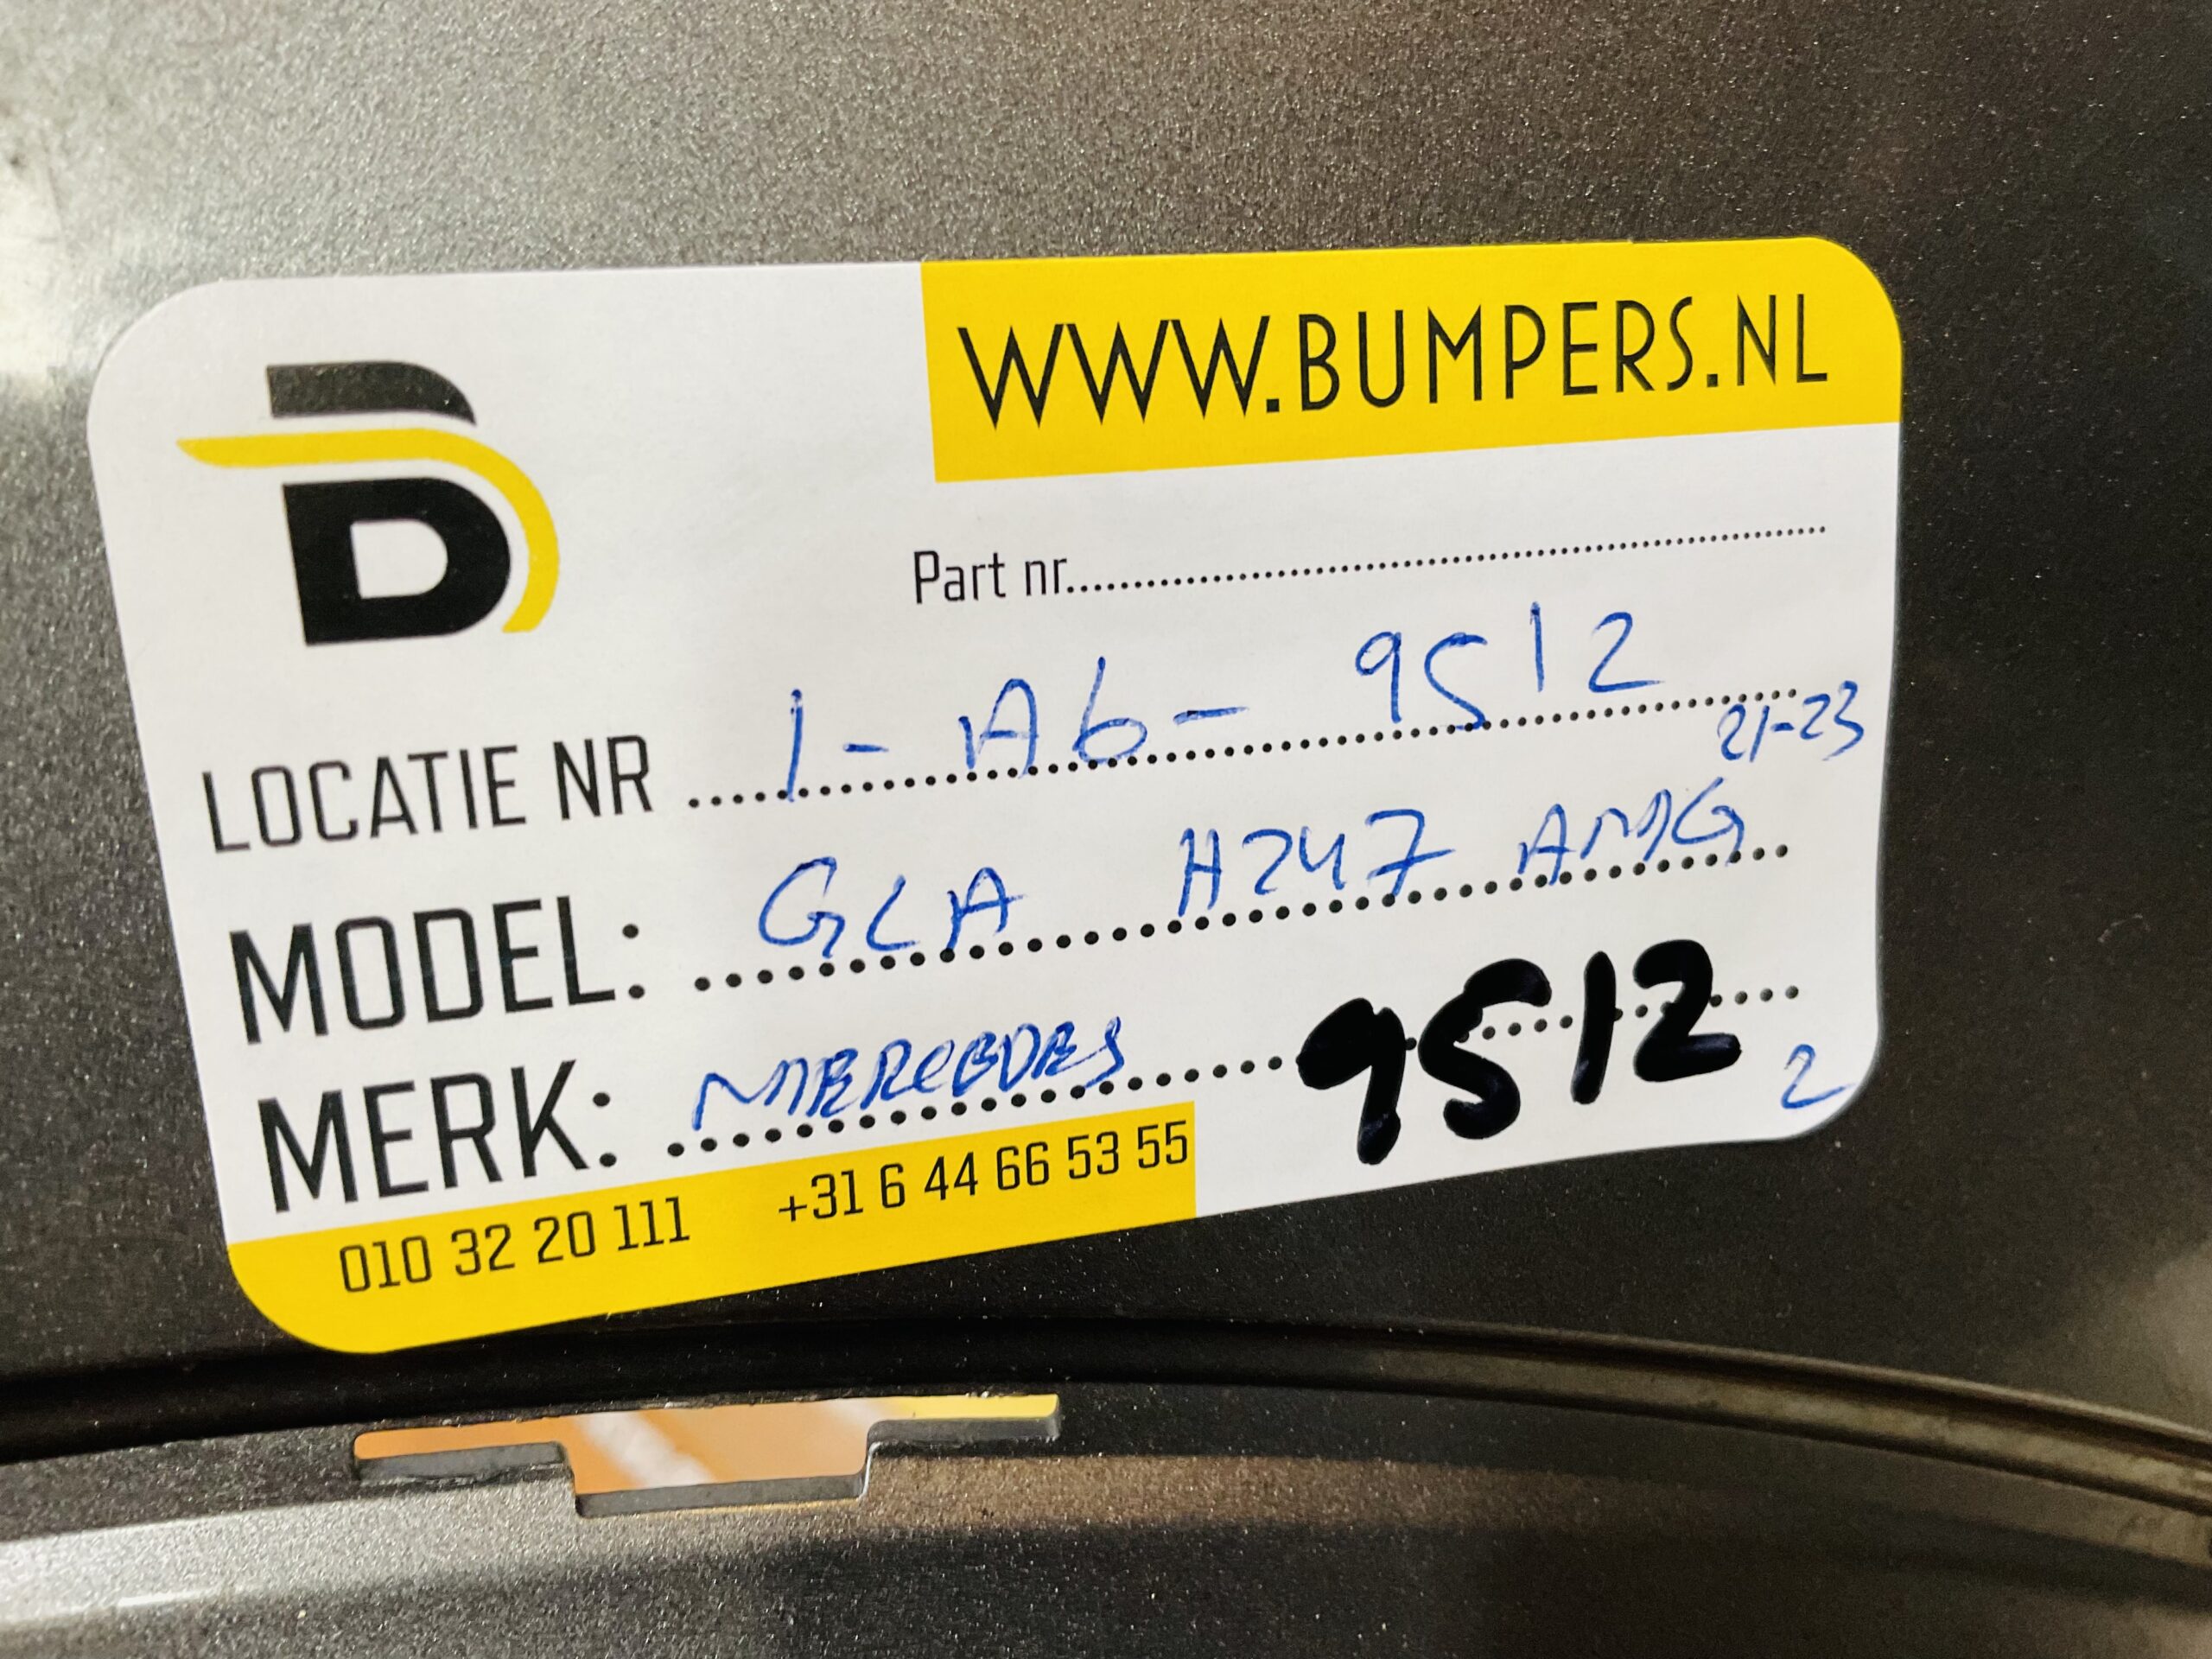 WWW.BUMPERS.NL
B
Part nr..........
LOCATIE NR 1-A6-9512
21-23
MODEL: GLA H247 AMG
MERK: MERCEDES 9512
2
010 32 20 111 +31 6 44 66 53 55